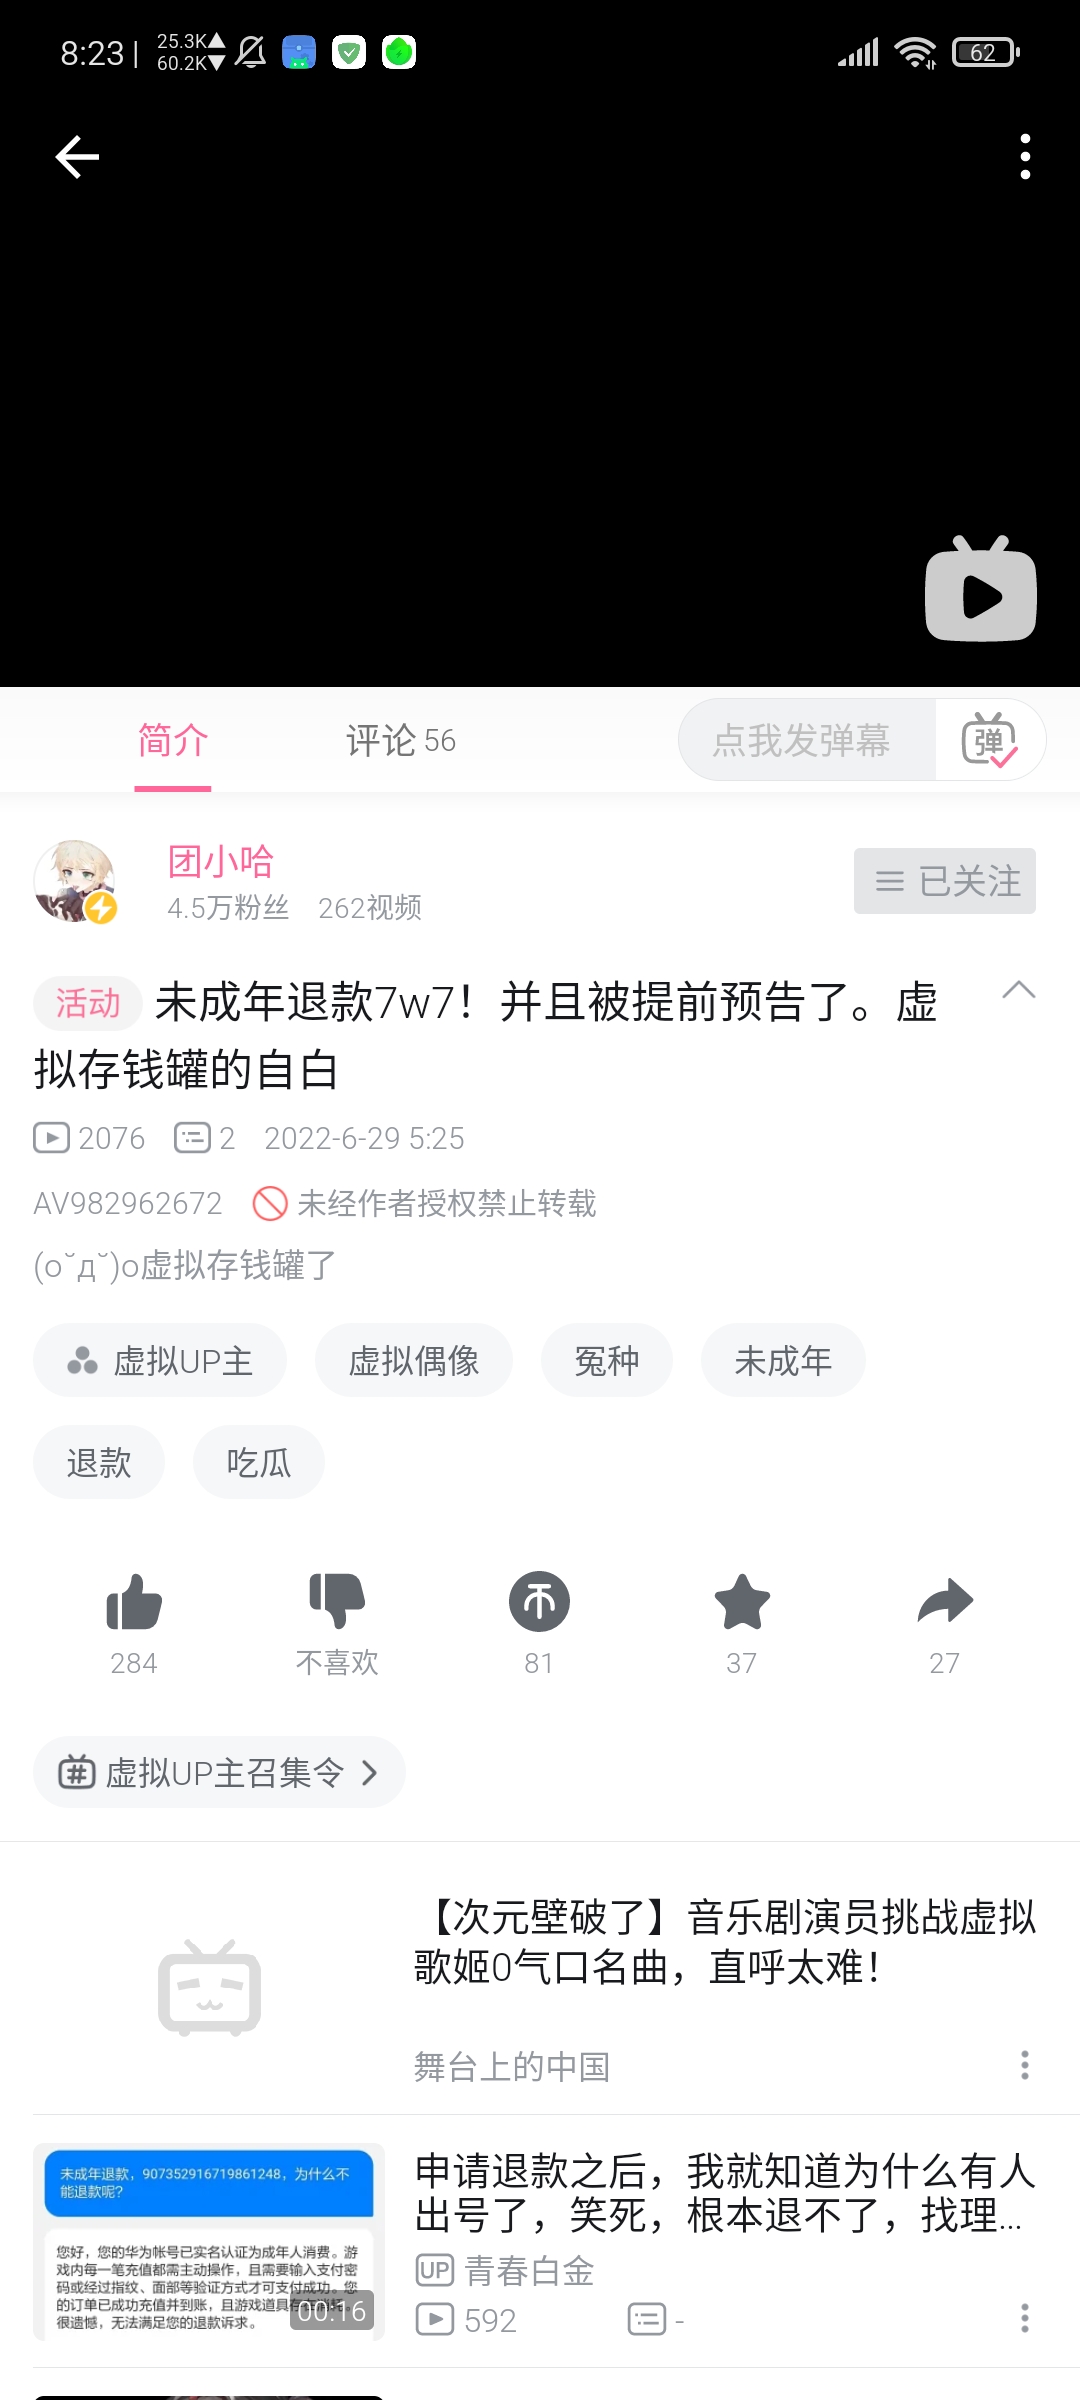 8:23 | 25.3K▲
60.2K▼
62
简介
评论 56
点我发弹幕
弹
团小哈
已关注
4.5万粉丝 262视频
活动 未成年退款7w7！并且被提前预告了。虚
拟存钱罐的自白
2076 2 2022-6-29 5:25
AV982962672 未经作者授权禁止转载
(o˘д˘)o虚拟存钱罐了
虚拟UP主 虚拟偶像 冤种 未成年
退款 吃瓜
284 不喜欢 81 37 27
# 虚拟UP主召集令
【次元壁破了】音乐剧演员挑战虚拟
歌姬0气口名曲，直呼太难！
舞台上的中国
未成年退款，907352916719861248，为什么不
能退款呢?
您好，您的华为帐号已实名认证为成年人消费。游
戏内每一笔充值都需主动操作，且需要输入支付密
码或经过指纹、面部等验证方式才可支付成功。您
的订单已成功充值并到账，且游戏道具存在消耗。
很遗憾，无法满足您的退款诉求。
00:16
申请退款之后，我就知道为什么有人
出号了，笑死，根本退不了，找理...
UP 青春白金
592 -